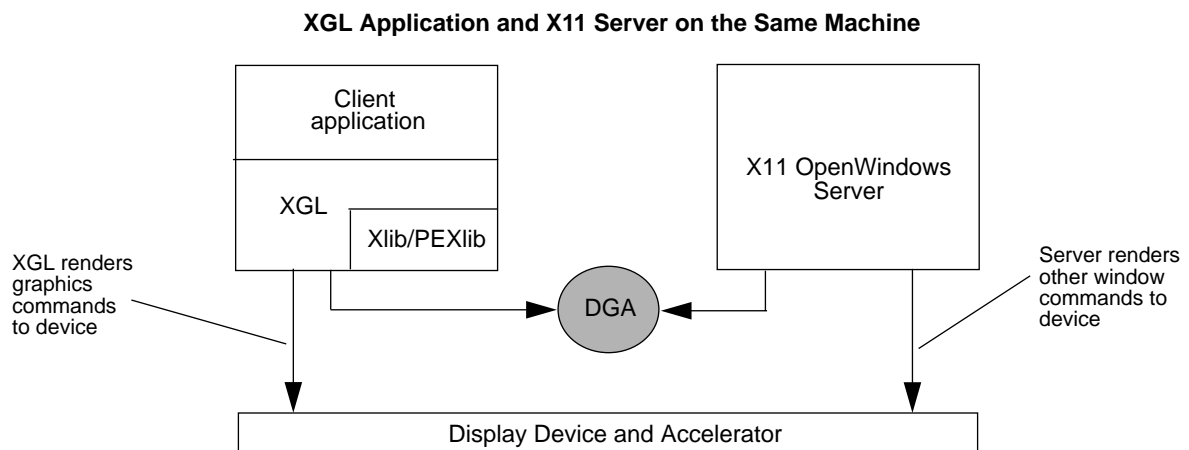 XGL Application and X11 Server on the Same Machine
Client
application
XGL
Xlib/PEXlib
X11 OpenWindows
Server
XGL renders
graphics
commands
to device
DGA
Server renders
other window
commands to
device
Display Device and Accelerator